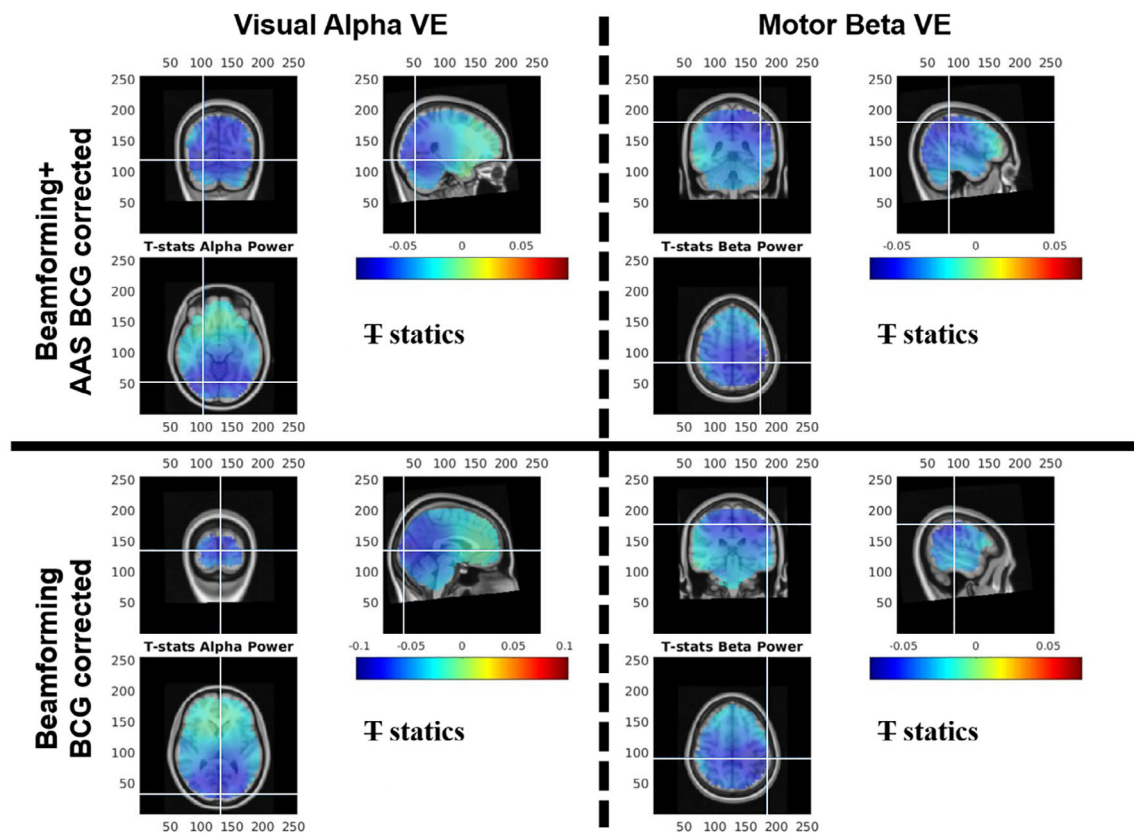 Visual Alpha VE
Motor Beta VE
Beamforming+
AAS BCG corrected
50 100 150 200 250
250
200
150
100
50
50 100 150 200 250
250
200
150
100
50
-0.05 0 0.05
T-stats Alpha Power
250
200
150
100
50
50 100 150 200 250
T statics
50 100 150 200 250
250
200
150
100
50
50 100 150 200 250
250
200
150
100
50
-0.05 0 0.05
T-stats Beta Power
250
200
150
100
50
50 100 150 200 250
T statics
Beamforming
BCG corrected
50 100 150 200 250
250
200
150
100
50
50 100 150 200 250
250
200
150
100
50
-0.1 -0.05 0 0.05 0.1
T-stats Alpha Power
250
200
150
100
50
50 100 150 200 250
T statics
50 100 150 200 250
250
200
150
100
50
50 100 150 200 250
250
200
150
100
50
-0.05 0 0.05
T-stats Beta Power
250
200
150
100
50
50 100 150 200 250
T statics